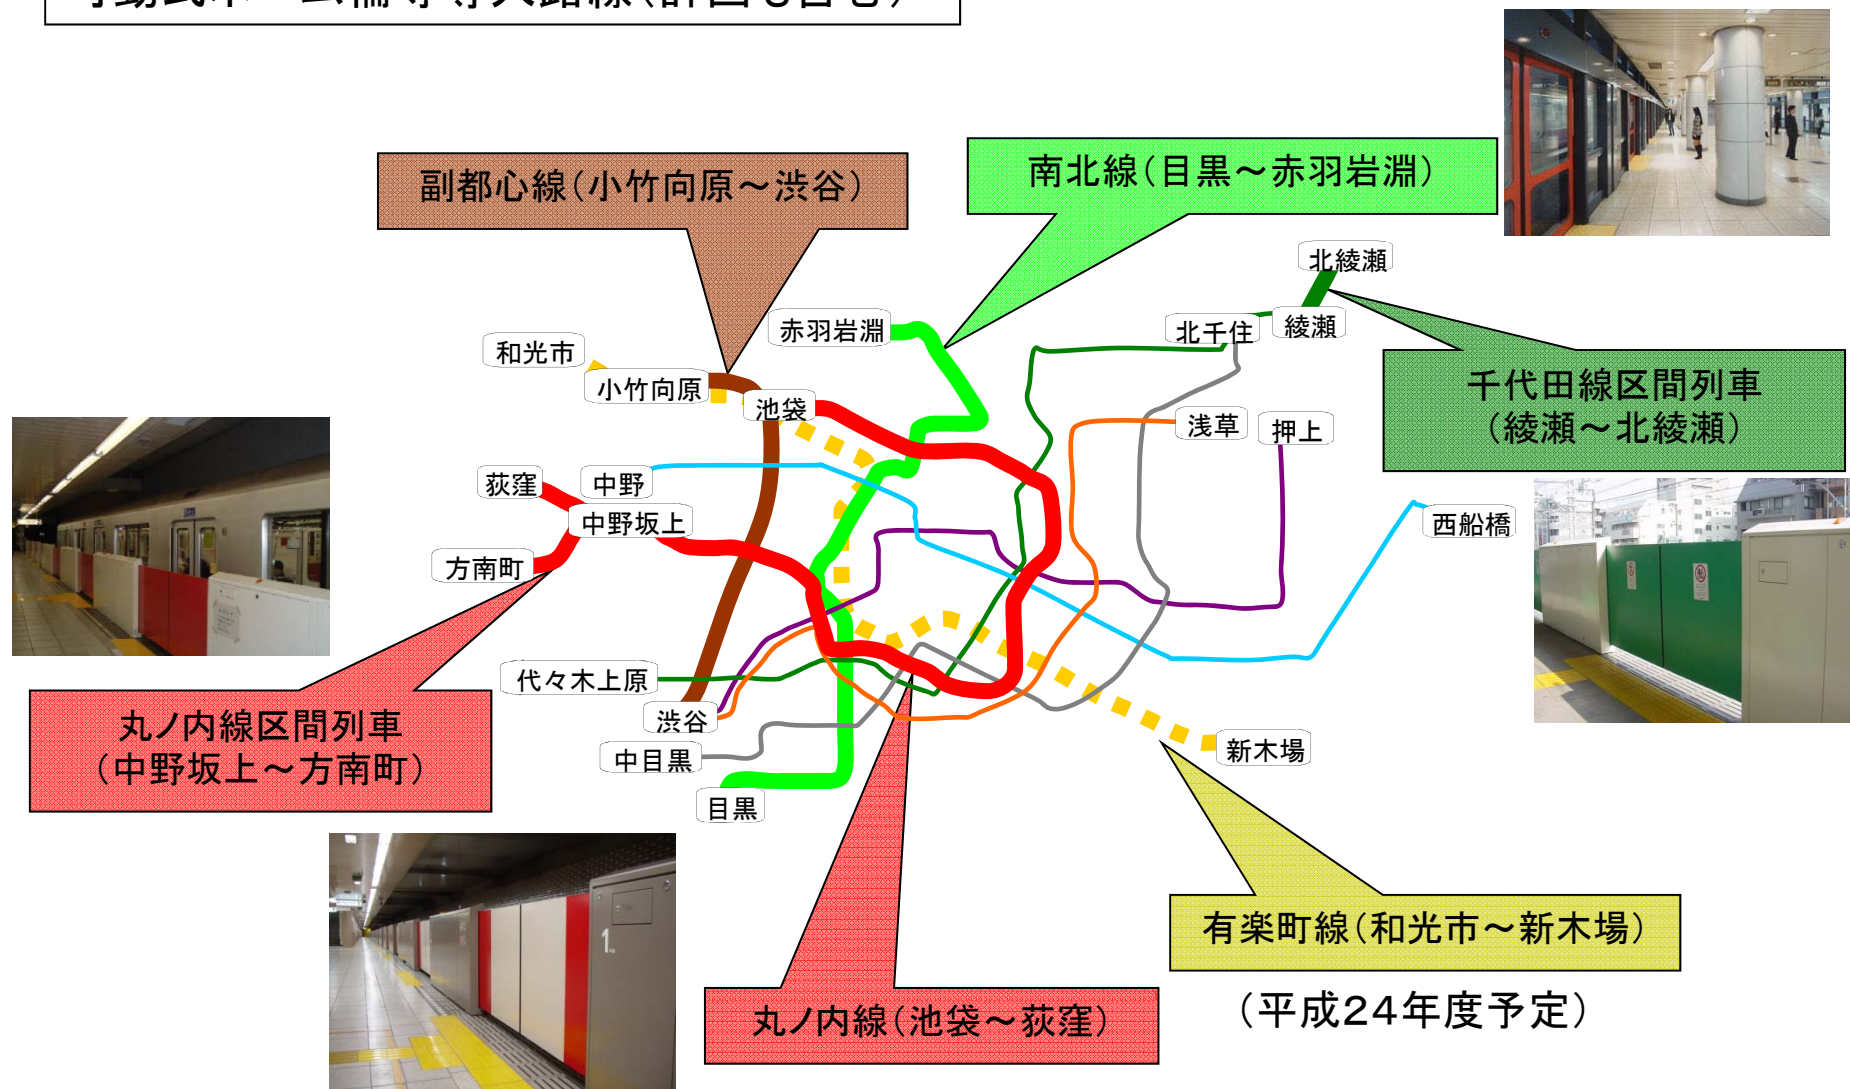 副都心線（小竹向原～渋谷）
南北線（目黒～赤羽岩淵）
北綾瀬
赤羽岩淵
北千住
綾瀬
和光市
小竹向原
池袋
千代田線区間列車
（綾瀬～北綾瀬）
浅草
押上
荻窪
中野
中野坂上
西船橋
方南町
代々木上原
渋谷
丸ノ内線区間列車
（中野坂上～方南町）
中目黒
新木場
目黒
有楽町線（和光市～新木場）
丸ノ内線（池袋～荻窪）
（平成24年度予定）
1